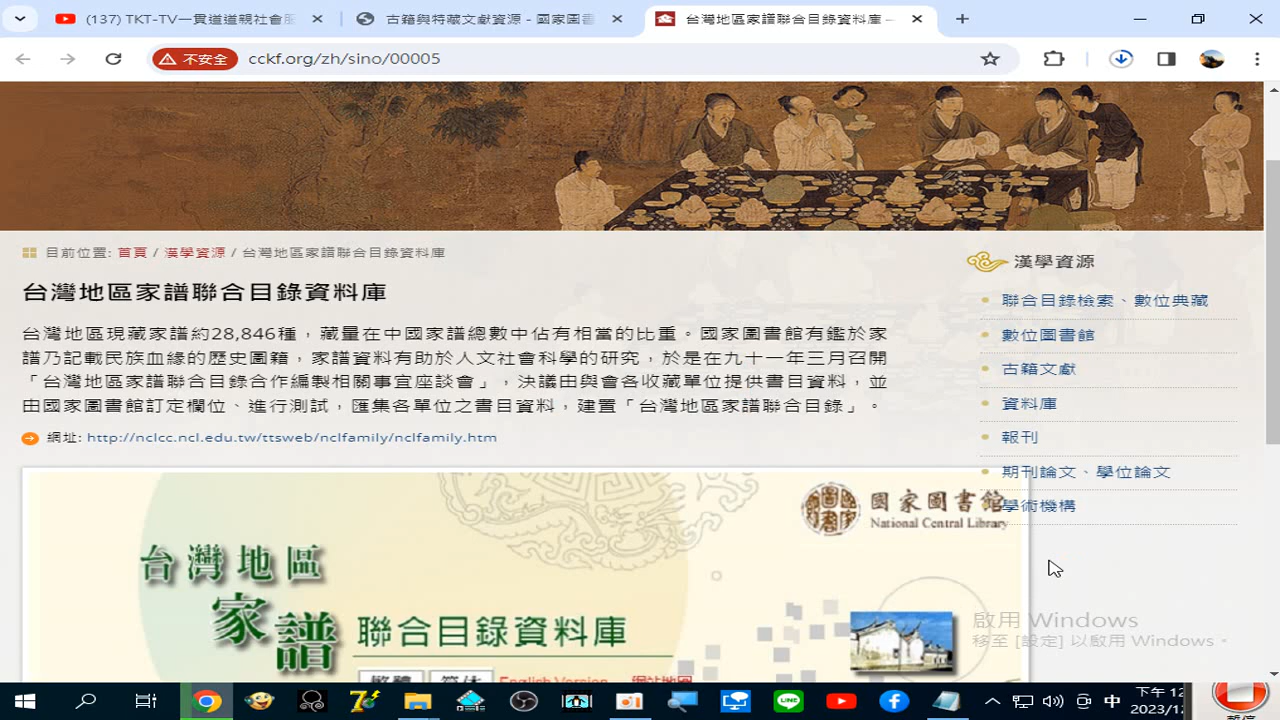 (137) TKT-TV一貫道道親社會服
古籍與特藏文獻資源 - 國家圖書
台灣地區家譜聯合目錄資料庫 –
不安全
cckf.org/zh/sino/00005
目前位置: 首頁 / 漢學資源 / 台灣地區家譜聯合目錄資料庫
台灣地區家譜聯合目錄資料庫
台灣地區現藏家譜約28,846種，藏量在中國家譜總數中佔有相當的比重。國家圖書館有鑑於家
譜乃記載民族血緣的歷史圖籍，家譜資料有助於人文社會科學的研究，於是在九十一年三月召開
「台灣地區家譜聯合目錄合作編製相關事宜座談會」，決議由與會各收藏單位提供書目資料，並
由國家圖書館訂定欄位、進行測試，匯集各單位之書目資料，建置「台灣地區家譜聯合目錄」。
網址: http://nclcc.ncl.edu.tw/ttsweb/nclfamily/nclfamily.htm
漢學資源
聯合目錄檢索、數位典藏
數位圖書館
古籍文獻
資料庫
報刊
期刊論文、學位論文
學術機構
國家圖書館
National Central Library
台灣地區
家譜
聯合目錄資料庫
繁體
简体
English Version
網站地圖
啟用 Windows
移至 [設定] 以啟用 Windows。
LINE
中
下午 12
2023/12